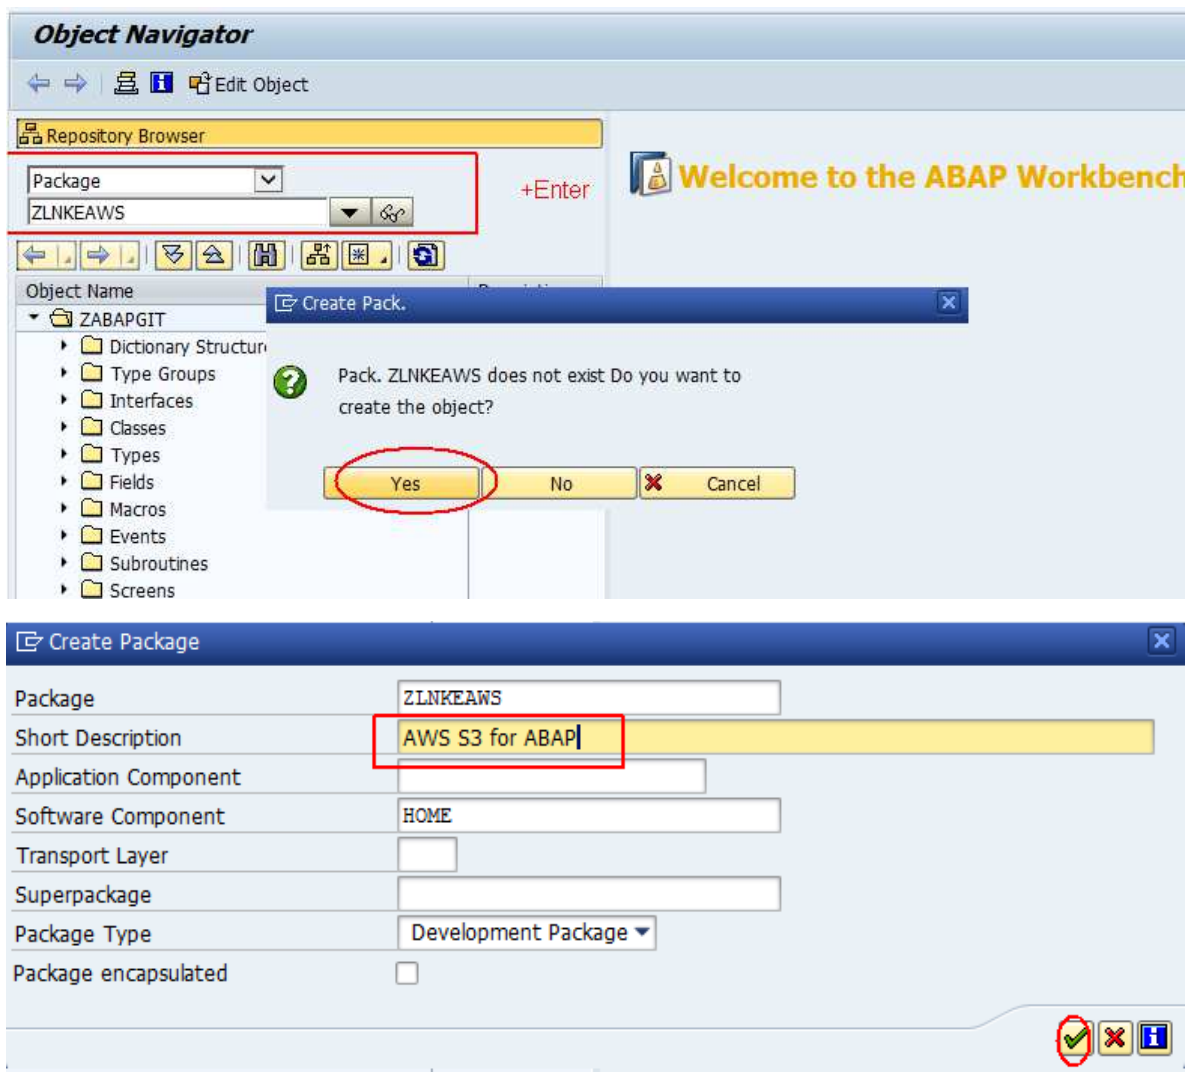 Object Navigator
Edit Object
Repository Browser
Package
ZLNKEAWS
+Enter
Welcome to the ABAP Workbench
Object Name
ZABAPGIT
Dictionary Structur
Type Groups
Interfaces
Classes
Types
Fields
Macros
Events
Subroutines
Screens
Create Pack.
Pack. ZLNKEAWS does not exist Do you want to
create the object?
Yes No Cancel
Create Package
Package ZLNKEAWS
Short Description AWS S3 for ABAP
Application Component
Software Component HOME
Transport Layer
Superpackage
Package Type Development Package
Package encapsulated